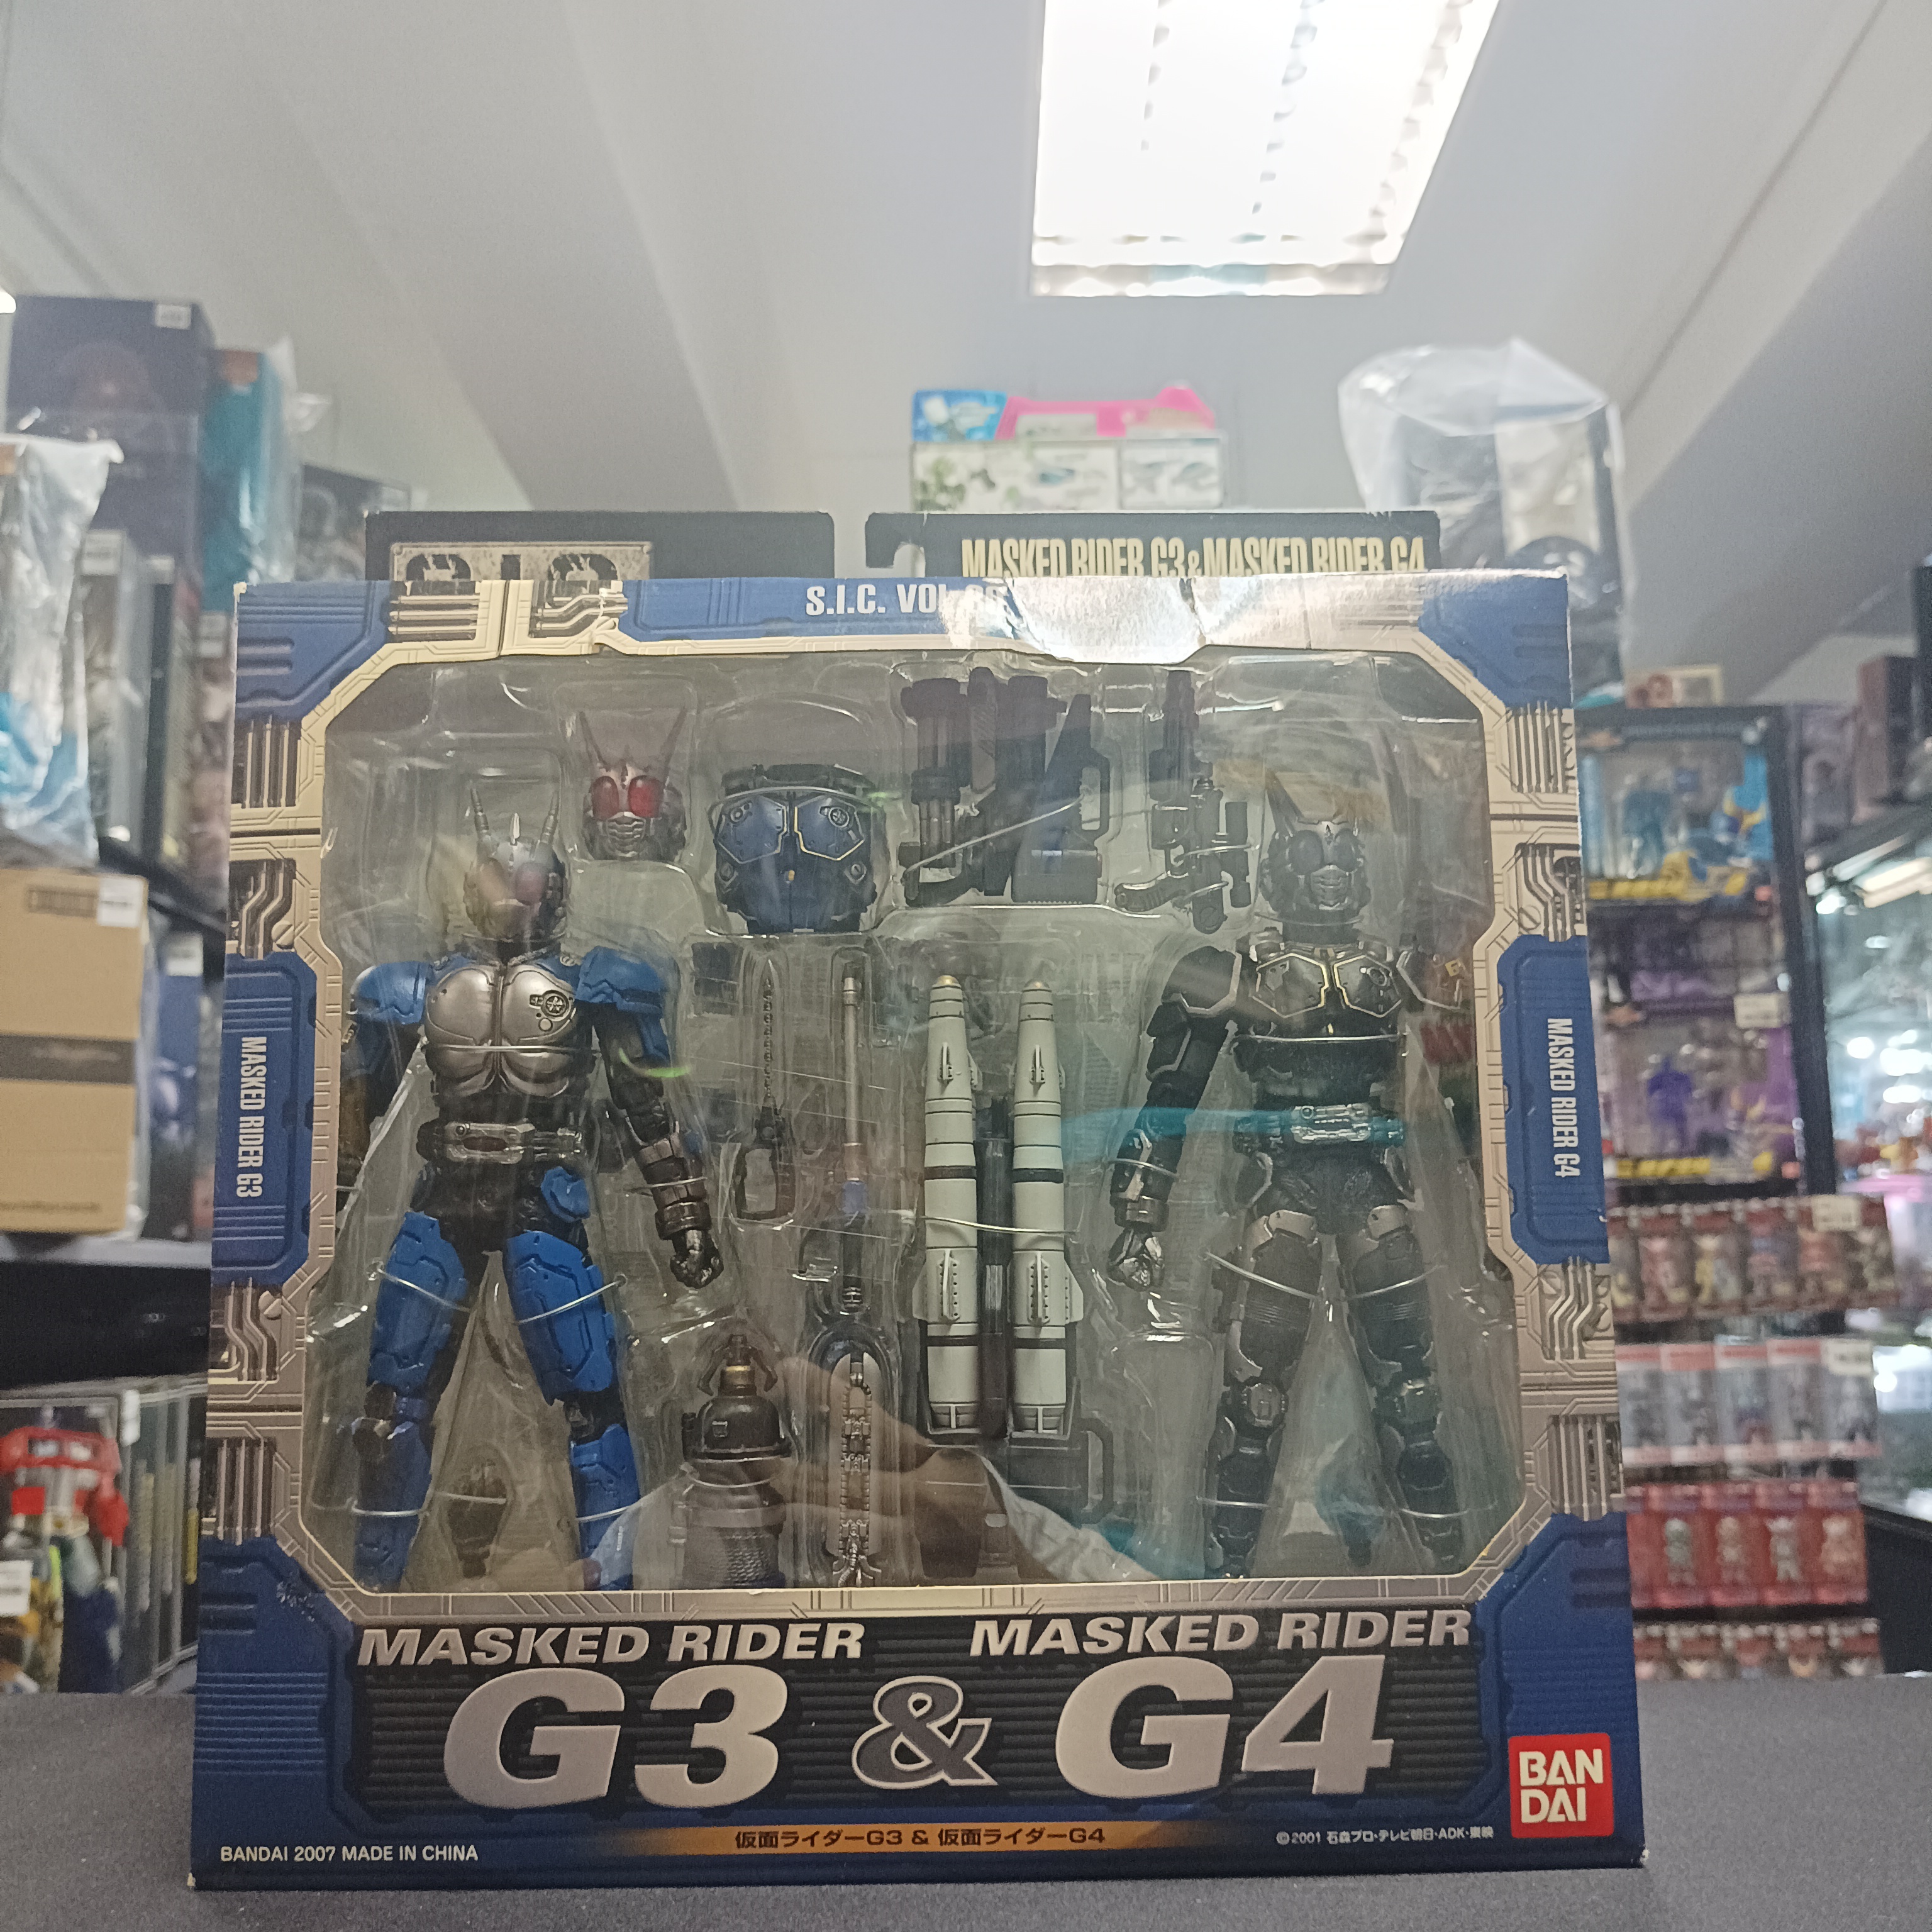 S.I.C.
MASKED RIDER G3 & MASKED RIDER G4
S.I.C. VOL.
MASKED RIDER G3
MASKED RIDER G4
MASKED RIDER MASKED RIDER
G3 & G4
BAN
DAI
仮面ライダーG3 & 仮面ライダーG4
©2001 石森プロ・テレビ朝日・ADK・東映
BANDAI 2007 MADE IN CHINA